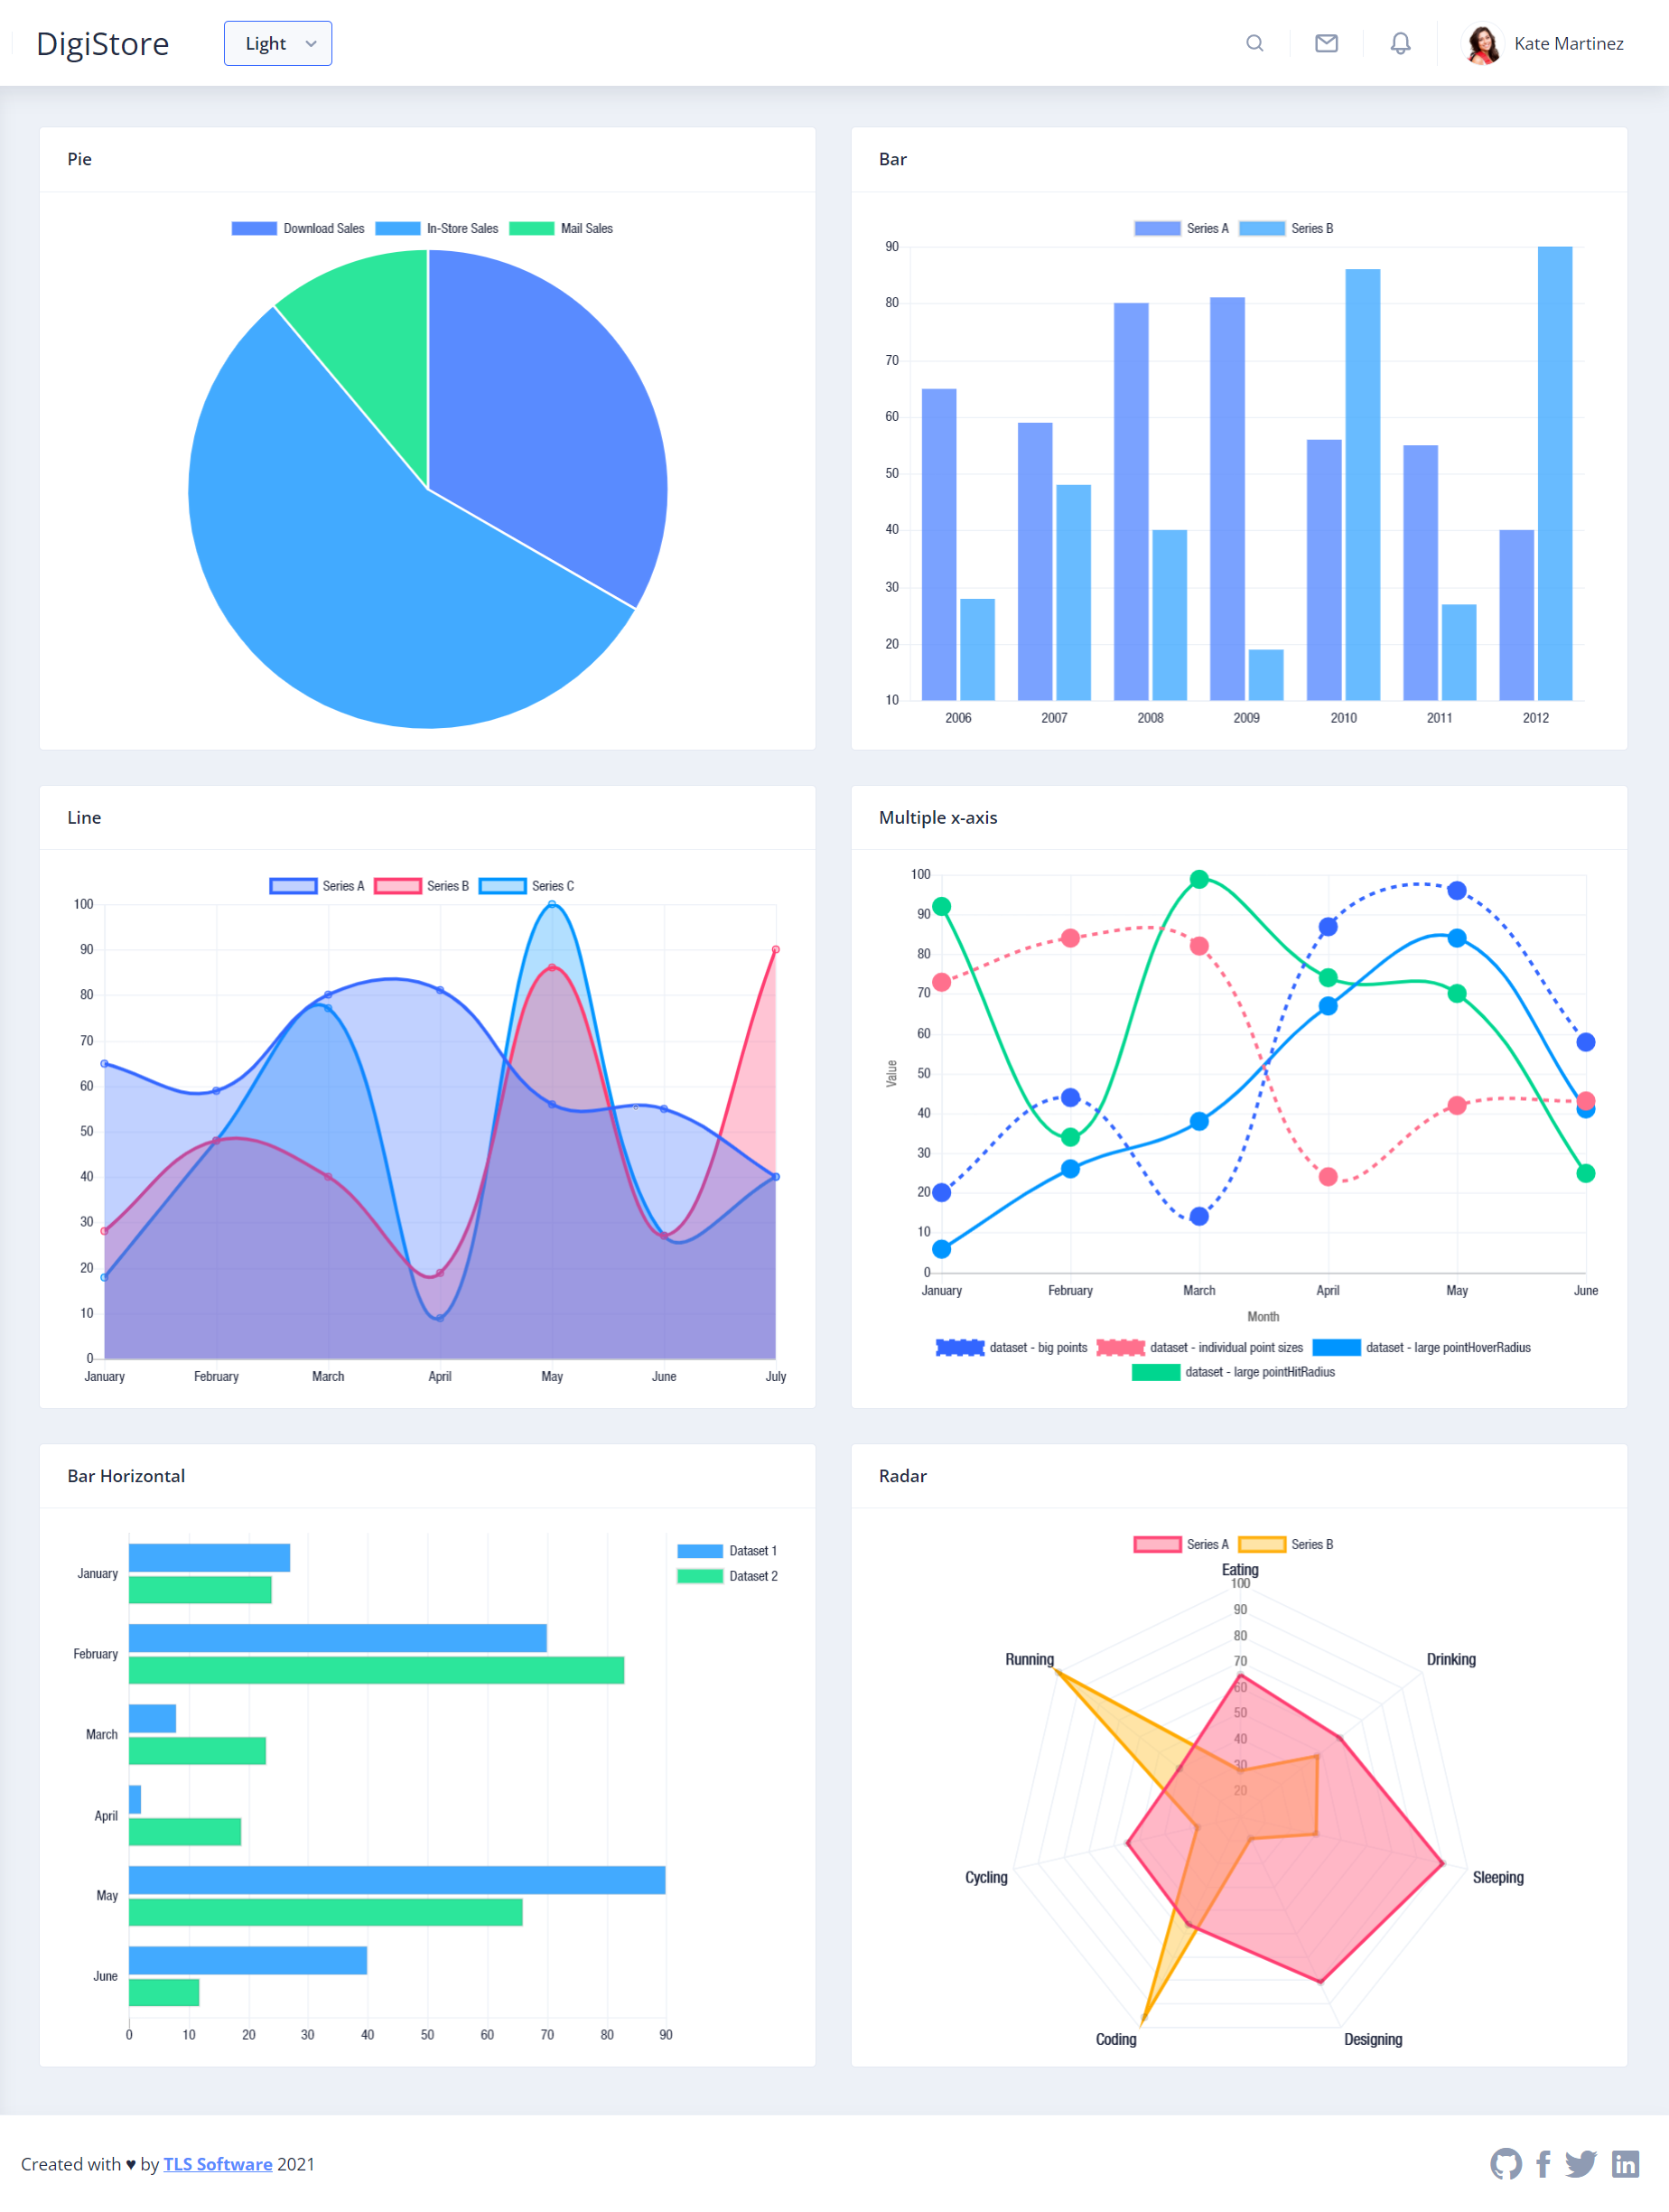 DigiStore Light Kate Martinez
Pie
Download Sales In-Store Sales Mail Sales
Bar
Series A Series B
90
80
70
60
50
40
30
20
10
2006 2007 2008 2009 2010 2011 2012
Line
Series A Series B Series C
100
90
80
70
60
50
40
30
20
10
0
January February March April May June July
Multiple x-axis
100
90
80
70
60
50
40
30
20
10
0
Value
January February March April May June
Month
dataset - big points dataset - individual point sizes dataset - large pointHoverRadius
dataset - large pointHitRadius
Bar Horizontal
Dataset 1
Dataset 2
January
February
March
April
May
June
0 10 20 30 40 50 60 70 80 90
Radar
Series A Series B
Eating
100
90
80
70
60
50
40
30
20
Running Drinking
Cycling Sleeping
Coding Designing
Created with ♥ by TLS Software 2021